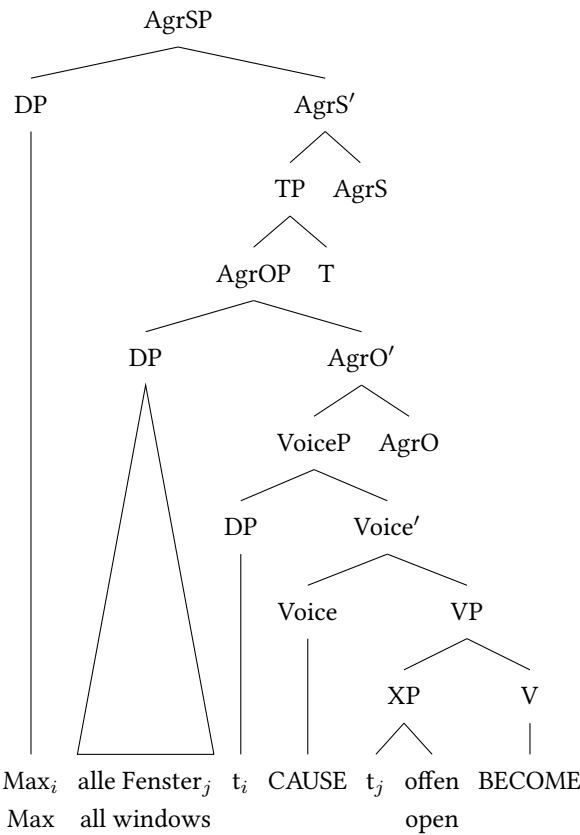 AgrSP
DP AgrS′
TP AgrS
AgrOP T
DP AgrO′
VoiceP AgrO
DP Voice′
Voice VP
XP V
Maxᵢ alle Fensterⱼ tᵢ CAUSE tⱼ offen BECOME
Max all windows open